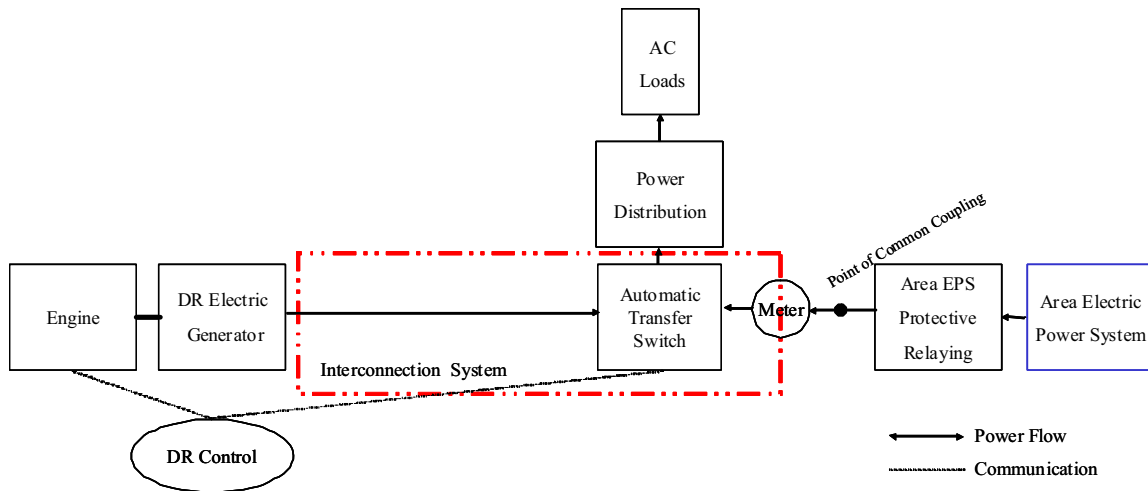 AC
Loads
Power
Distribution
Point of Common Coupling
Engine
DR Electric
Generator
Automatic
Transfer
Switch
Meter
Area EPS
Protective
Relaying
Area Electric
Power System
Interconnection System
DR Control
Power Flow
Communication